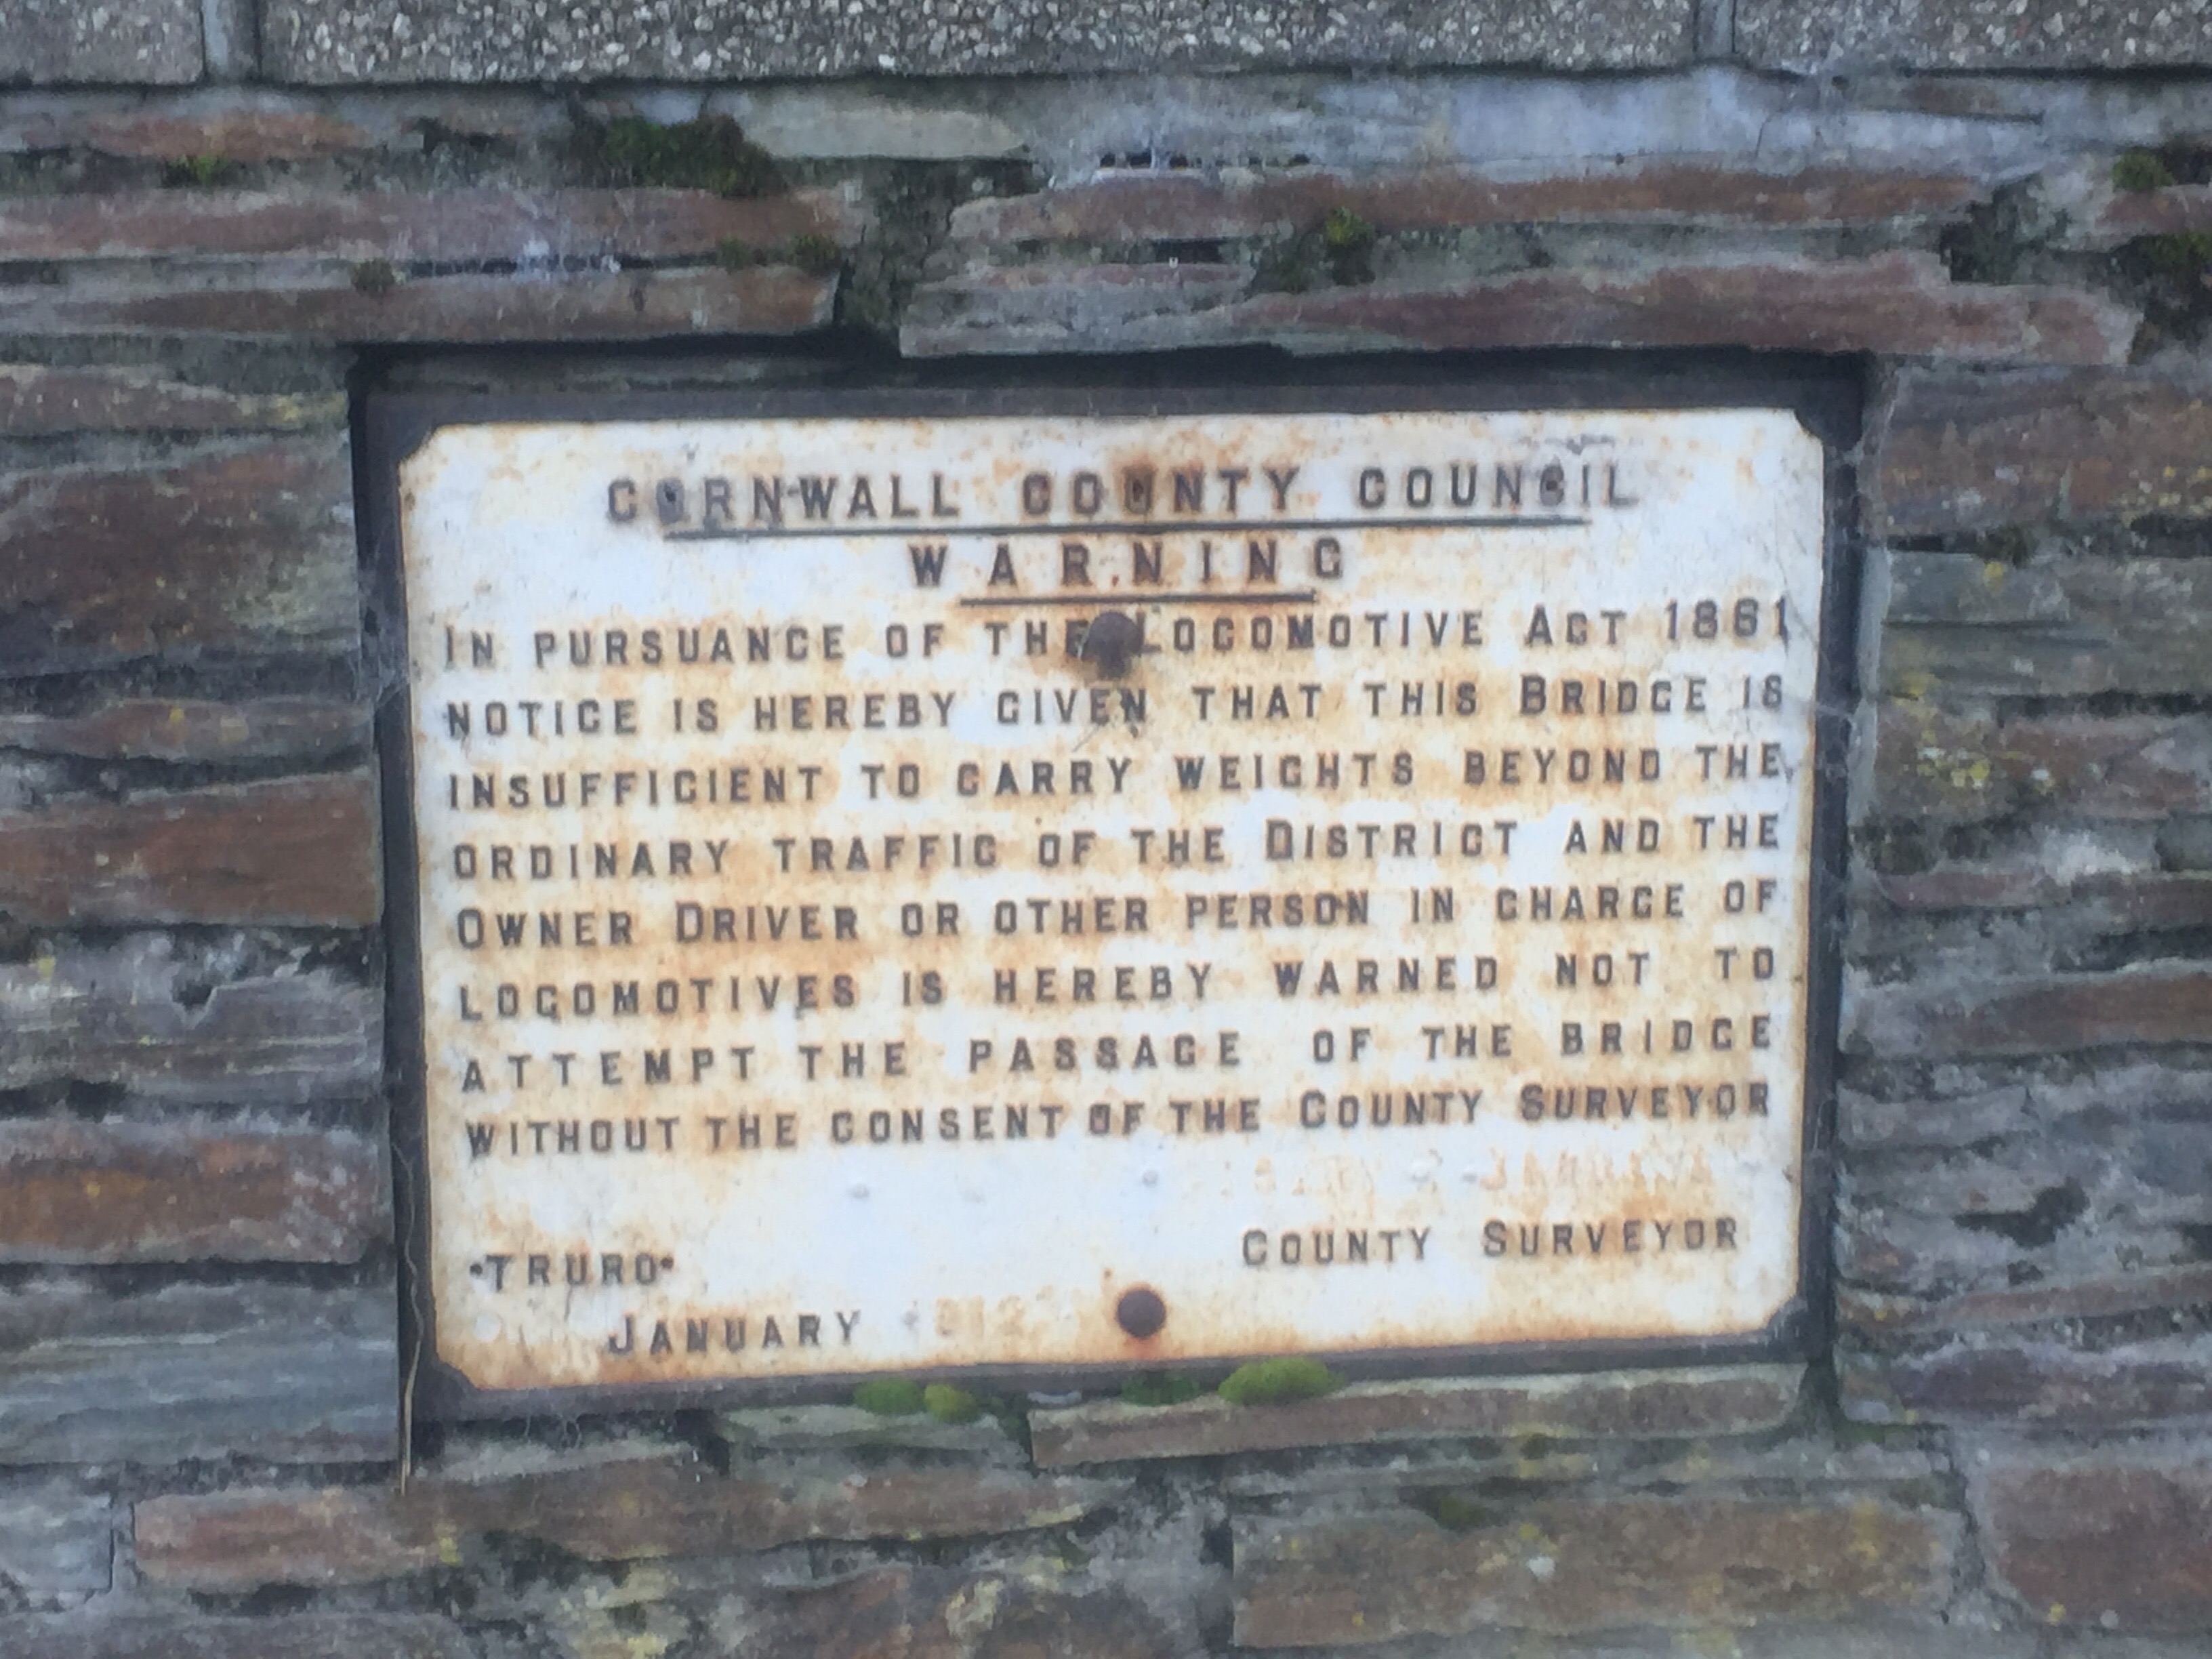 CORNWALL COUNTY COUNCIL
WARNING
IN PURSUANCE OF THE LOCOMOTIVE ACT 1861
NOTICE IS HEREBY GIVEN THAT THIS BRIDGE IS
INSUFFICIENT TO CARRY WEIGHTS BEYOND THE
ORDINARY TRAFFIC OF THE DISTRICT AND THE
OWNER DRIVER OR OTHER PERSON IN CHARGE OF
LOCOMOTIVES IS HEREBY WARNED NOT TO
ATTEMPT THE PASSAGE OF THE BRIDGE
WITHOUT THE CONSENT OF THE COUNTY SURVEYOR
COUNTY SURVEYOR
•TRURO•
JANUARY